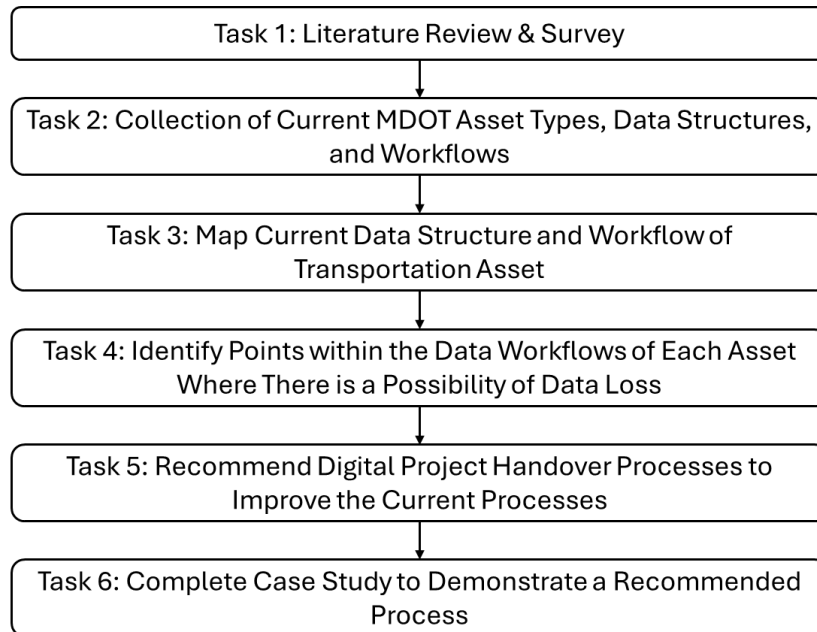 Task 1: Literature Review & Survey
Task 2: Collection of Current MDOT Asset Types, Data Structures,
and Workflows
Task 3: Map Current Data Structure and Workflow of
Transportation Asset
Task 4: Identify Points within the Data Workflows of Each Asset
Where There is a Possibility of Data Loss
Task 5: Recommend Digital Project Handover Processes to
Improve the Current Processes
Task 6: Complete Case Study to Demonstrate a Recommended
Process